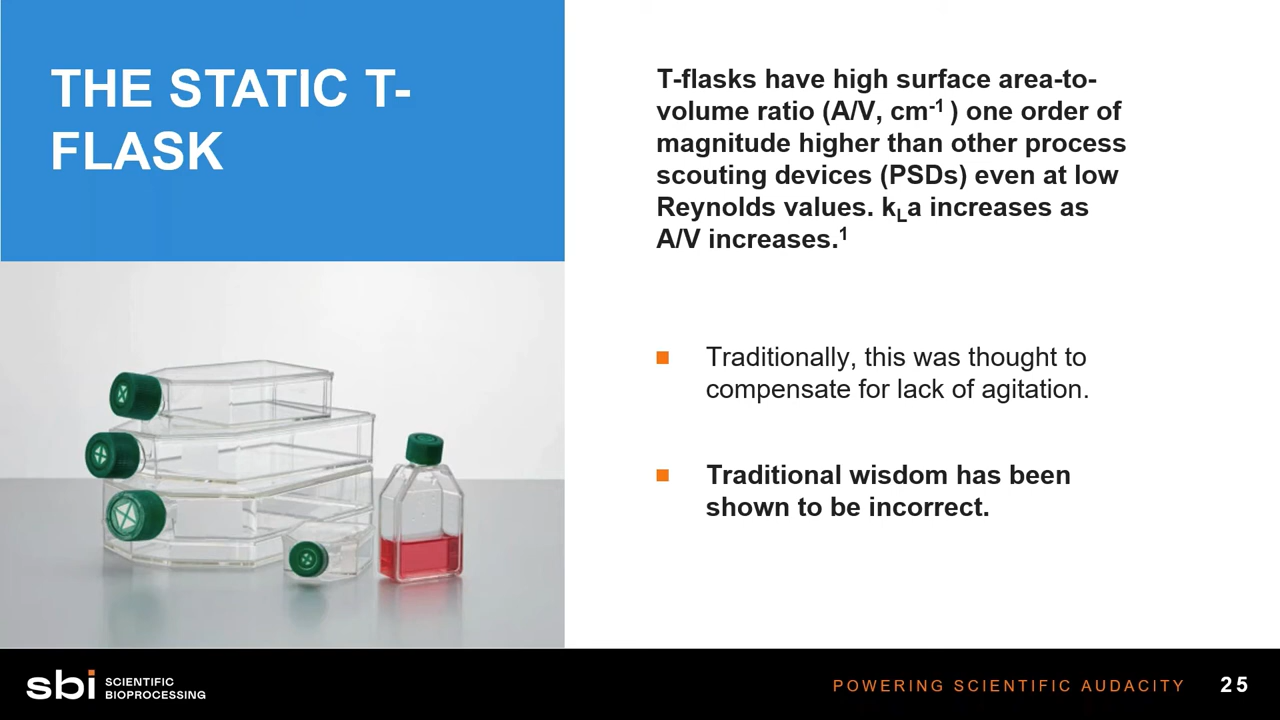 THE STATIC T-
FLASK
T-flasks have high surface area-to-
volume ratio (A/V, cm-1 ) one order of
magnitude higher than other process
scouting devices (PSDs) even at low
Reynolds values. kLa increases as
A/V increases.1
Traditionally, this was thought to
compensate for lack of agitation.
Traditional wisdom has been
shown to be incorrect.
sbi SCIENTIFIC
BIOPROCESSING
POWERING SCIENTIFIC AUDACITY 25